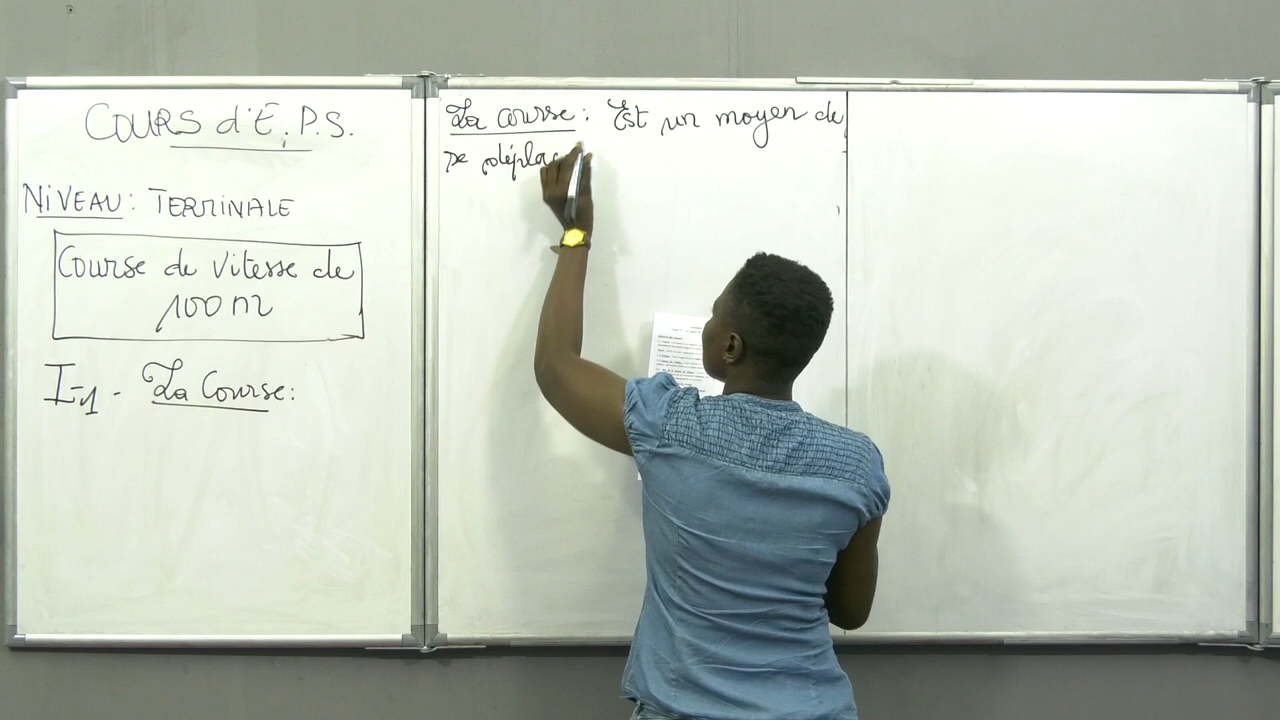 COURS d'E.P.S.
NIVEAU : TERMINALE
Course de vitesse de
100 m
I-1 - La Course :
La course : Est un moyen de
se déplac